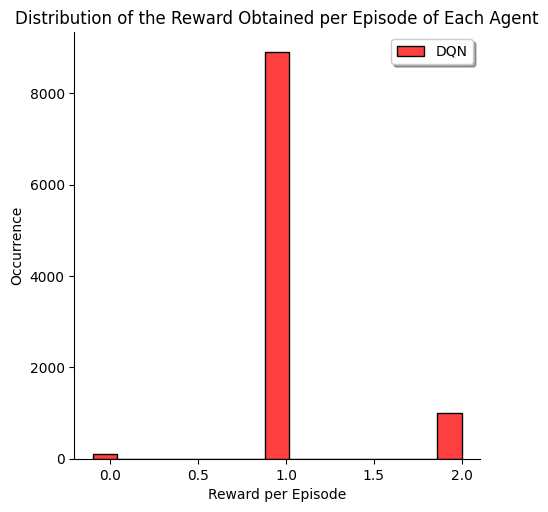 Distribution of the Reward Obtained per Episode of Each Agent
DQN
8000
6000
4000
2000
0
Occurrence
0.0 0.5 1.0 1.5 2.0
Reward per Episode